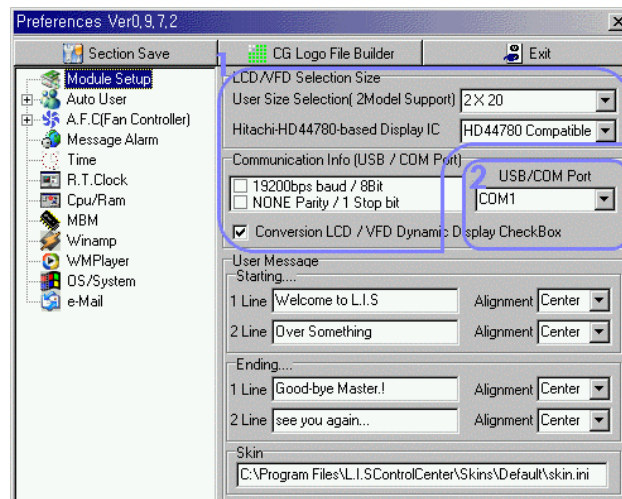 Preferences Ver0,9,7,2
Section Save
CG Logo File Builder
Exit
Module Setup
Auto User
A.F.C(Fan Controller)
Message Alarm
Time
R.T.Clock
Cpu/Ram
MBM
Winamp
WMPlayer
OS/System
e-Mail
1
LCD/VFD Selection Size
User Size Selection( 2Model Support) 2 X 20
Hitachi-HD44780-based Display IC HD44780 Compatible
Communication Info (USB / COM Port)
19200bps baud / 8Bit
NONE Parity / 1 Stop bit
2 USB/COM Port
COM1
Conversion LCD / VFD Dynamic Display CheckBox
User Message
Starting....
1 Line Welcome to L.I.S Alignment Center
2 Line Over Something Alignment Center
Ending....
1 Line Good-bye Master.! Alignment Center
2 Line see you again... Alignment Center
Skin
C:\Program Files\L.I.SControlCenter\Skins\Default\skin.ini